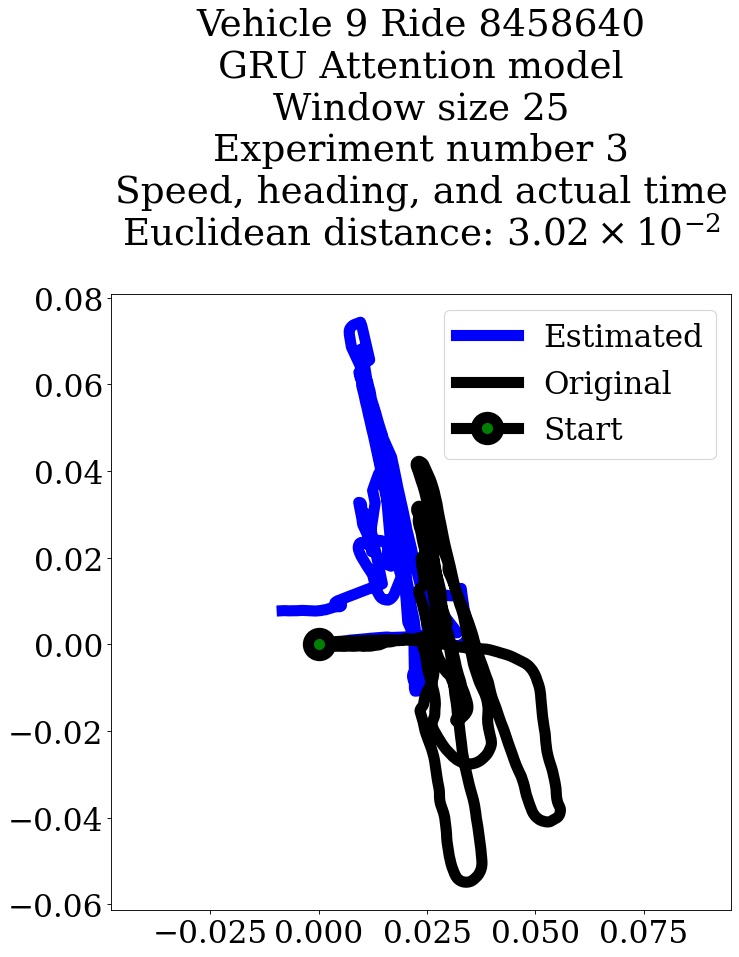 Vehicle 9 Ride 8458640
GRU Attention model
Window size 25
Experiment number 3
Speed, heading, and actual time
Euclidean distance: 3.02 × 10⁻²
Estimated
Original
Start
0.08
0.06
0.04
0.02
0.00
−0.02
−0.04
−0.06
−0.025 0.000 0.025 0.050 0.075